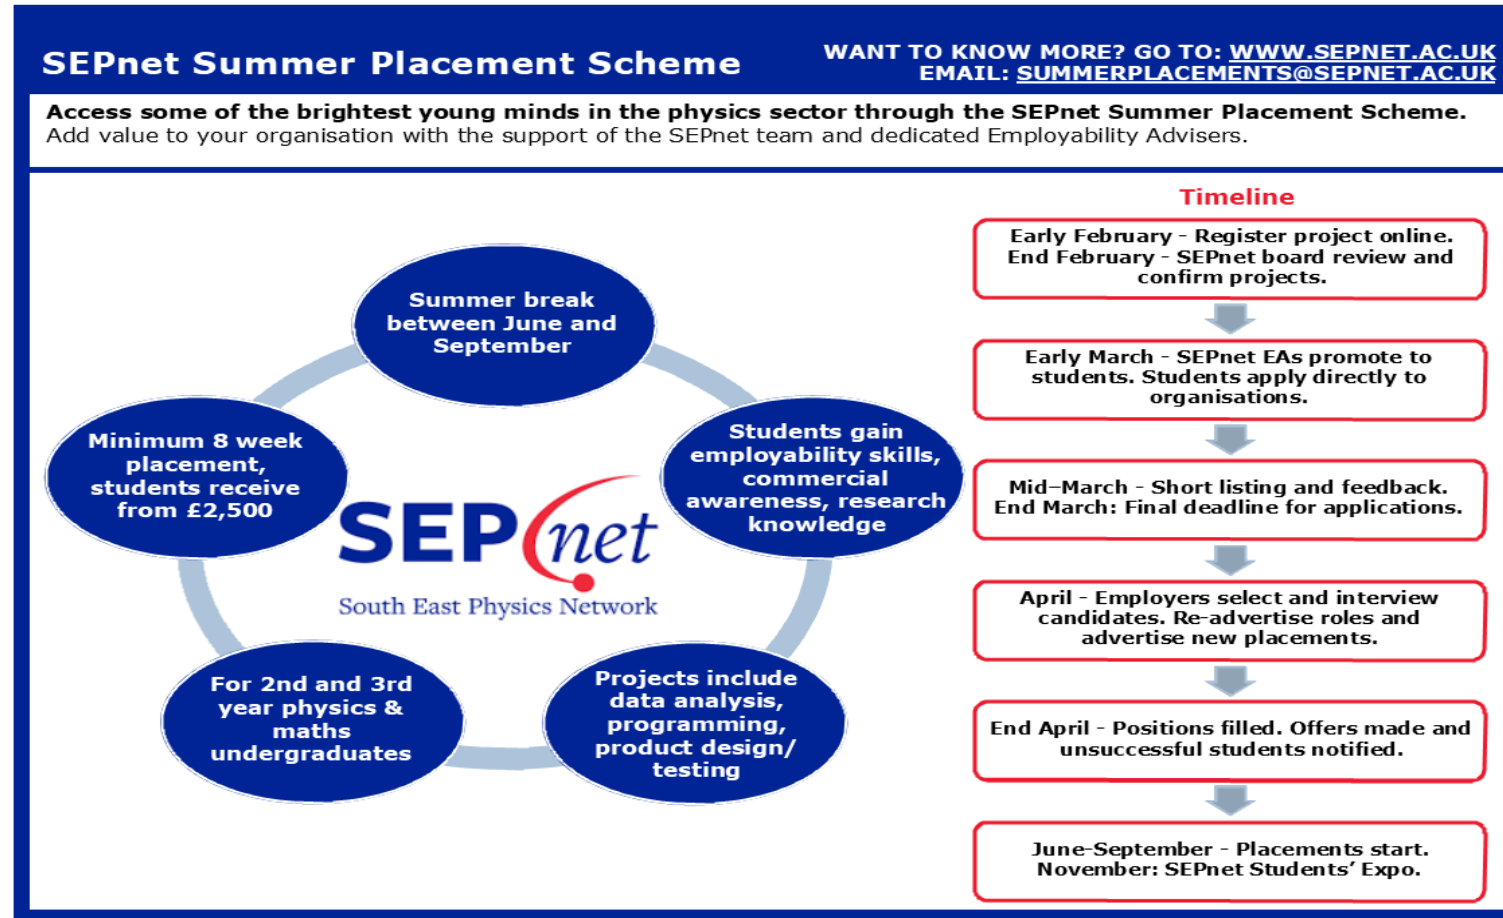 SEPnet Summer Placement Scheme
WANT TO KNOW MORE? GO TO: WWW.SEPNET.AC.UK
EMAIL: SUMMERPLACEMENTS@SEPNET.AC.UK
Access some of the brightest young minds in the physics sector through the SEPnet Summer Placement Scheme.
Add value to your organisation with the support of the SEPnet team and dedicated Employability Advisers.
Summer break
between June and
September
Students gain
employability skills,
commercial
awareness, research
knowledge
Projects include
data analysis,
programming,
product design/
testing
For 2nd and 3rd
year physics &
maths
undergraduates
Minimum 8 week
placement,
students receive
from £2,500
SEPnet
South East Physics Network
Timeline
Early February - Register project online.
End February - SEPnet board review and
confirm projects.
Early March - SEPnet EAs promote to
students. Students apply directly to
organisations.
Mid–March - Short listing and feedback.
End March: Final deadline for applications.
April - Employers select and interview
candidates. Re-advertise roles and
advertise new placements.
End April - Positions filled. Offers made and
unsuccessful students notified.
June-September - Placements start.
November: SEPnet Students’ Expo.